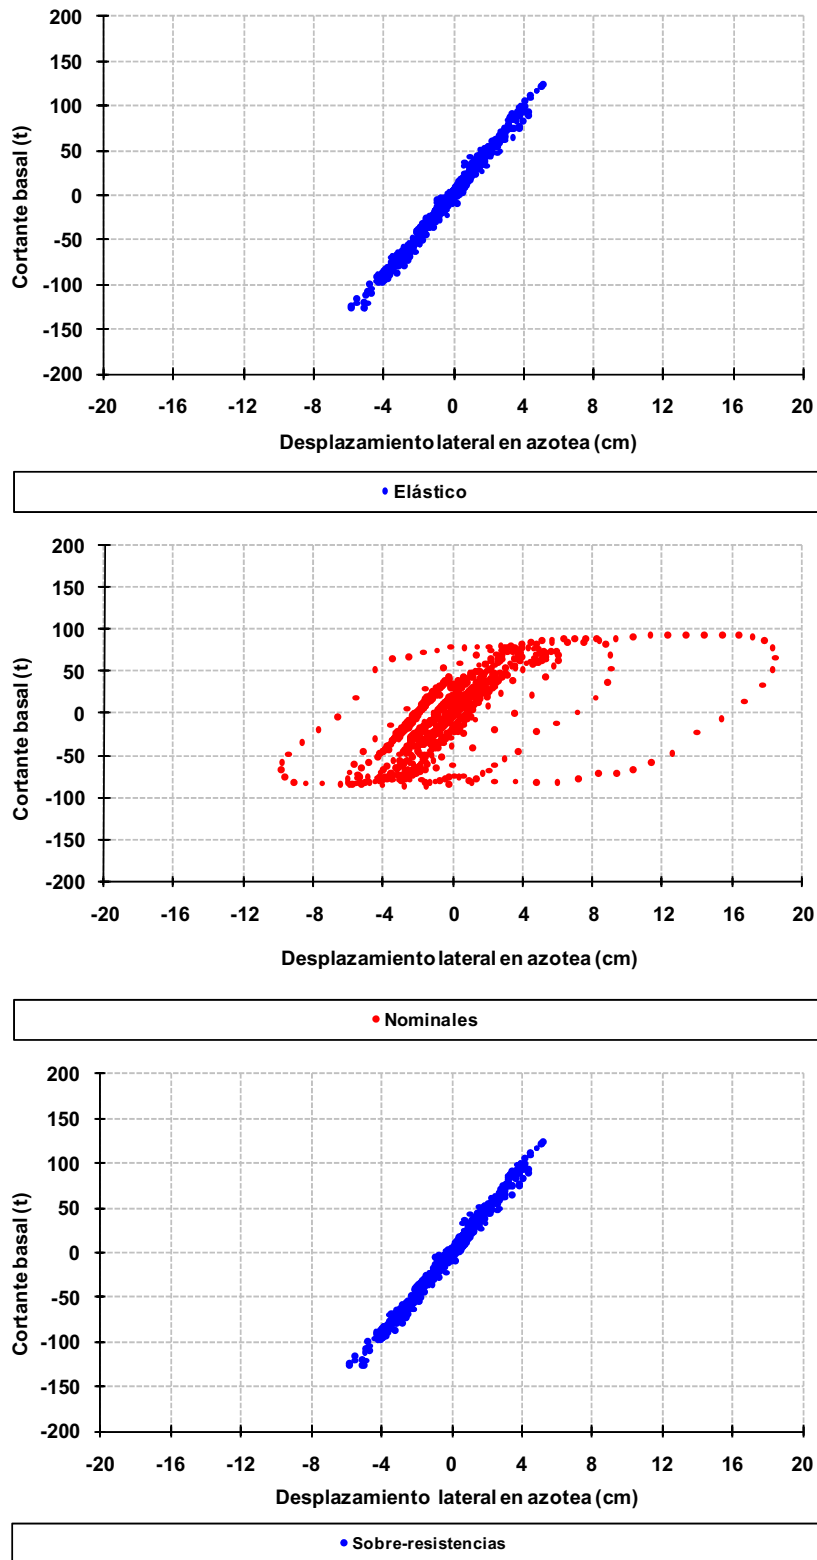 200
150
100
50
0
-50
-100
-150
-200
Cortante basal (t)
-20 -16 -12 -8 -4 0 4 8 12 16 20
Desplazamiento lateral en azotea (cm)
Elástico
200
150
100
50
0
-50
-100
-150
-200
Cortante basal (t)
-20 -16 -12 -8 -4 0 4 8 12 16 20
Desplazamiento lateral en azotea (cm)
Nominales
200
150
100
50
0
-50
-100
-150
-200
Cortante basal (t)
-20 -16 -12 -8 -4 0 4 8 12 16 20
Desplazamiento lateral en azotea (cm)
Sobre-resistencias